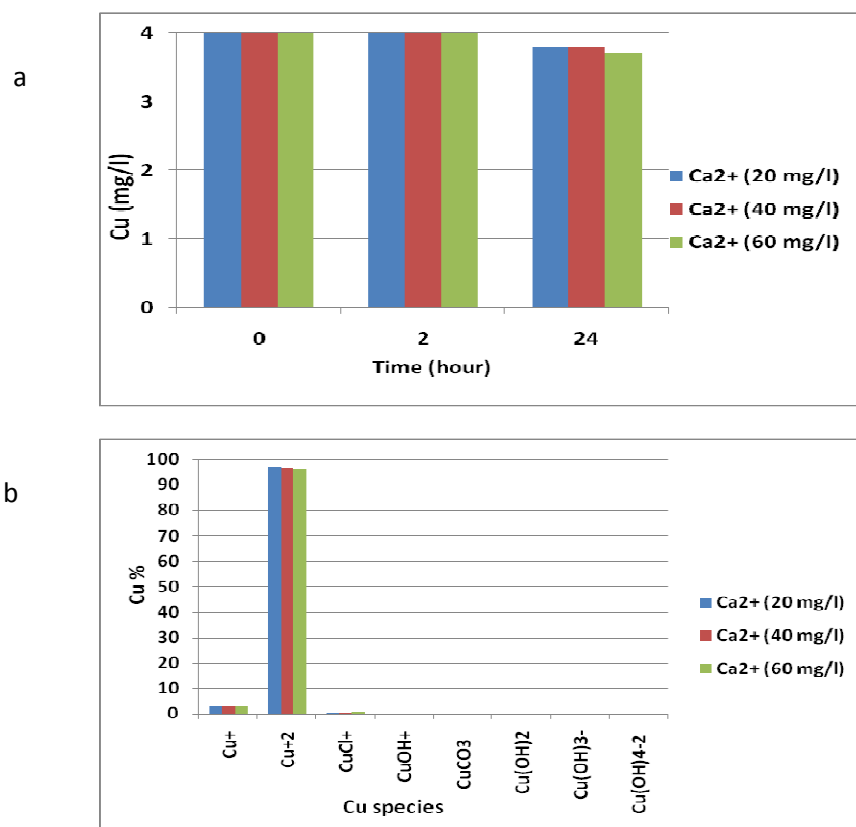 a
4
3
2
1
0
Cu (mg/l)
0 2 24
Time (hour)
Ca2+ (20 mg/l)
Ca2+ (40 mg/l)
Ca2+ (60 mg/l)
b
100
90
80
70
60
50
40
30
20
10
0
Cu %
Cu+
Cu+2
CuCl+
CuOH+
CuCO3
Cu(OH)2
Cu(OH)3-
Cu(OH)4-2
Cu species
Ca2+ (20 mg/l)
Ca2+ (40 mg/l)
Ca2+ (60 mg/l)